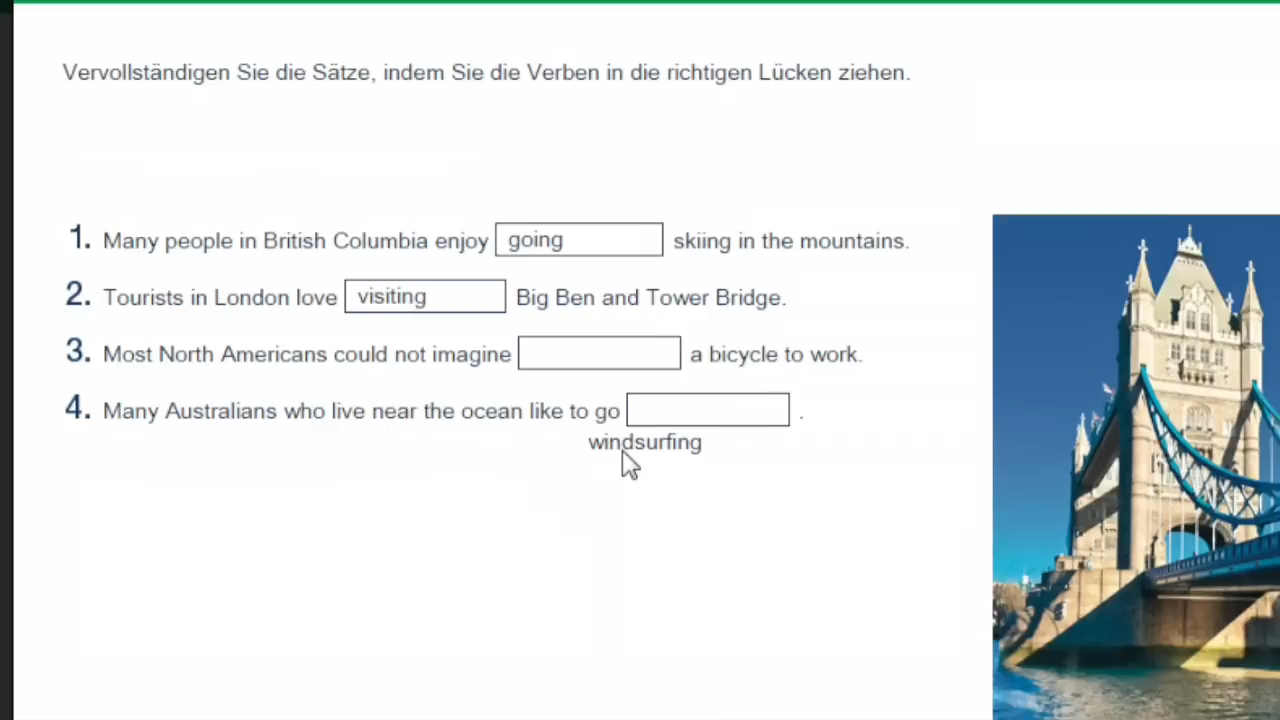 Vervollständigen Sie die Sätze, indem Sie die Verben in die richtigen Lücken ziehen.
1. Many people in British Columbia enjoy going skiing in the mountains.
2. Tourists in London love visiting Big Ben and Tower Bridge.
3. Most North Americans could not imagine a bicycle to work.
4. Many Australians who live near the ocean like to go .
windsurfing